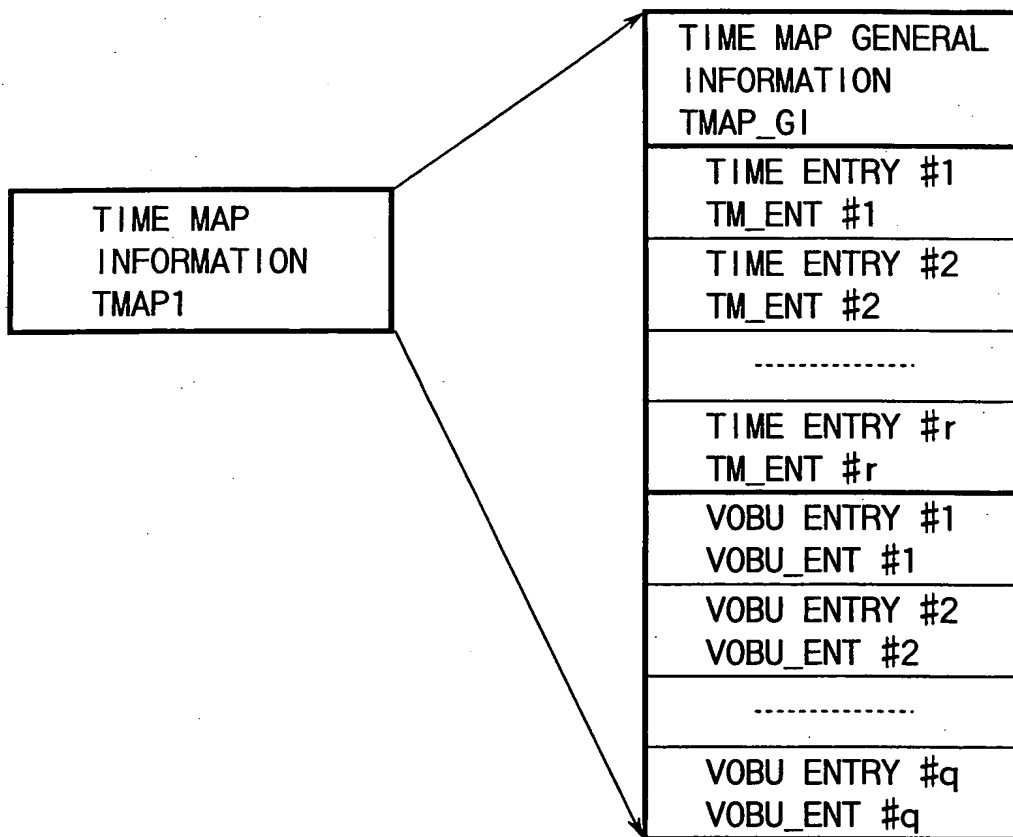 TIME MAP
INFORMATION
TMAP1
TIME MAP GENERAL
INFORMATION
TMAP_GI
TIME ENTRY #1
TM_ENT #1
TIME ENTRY #2
TM_ENT #2
---------------
TIME ENTRY #r
TM_ENT #r
VOBU ENTRY #1
VOBU_ENT #1
VOBU ENTRY #2
VOBU_ENT #2
---------------
VOBU ENTRY #q
VOBU_ENT #q